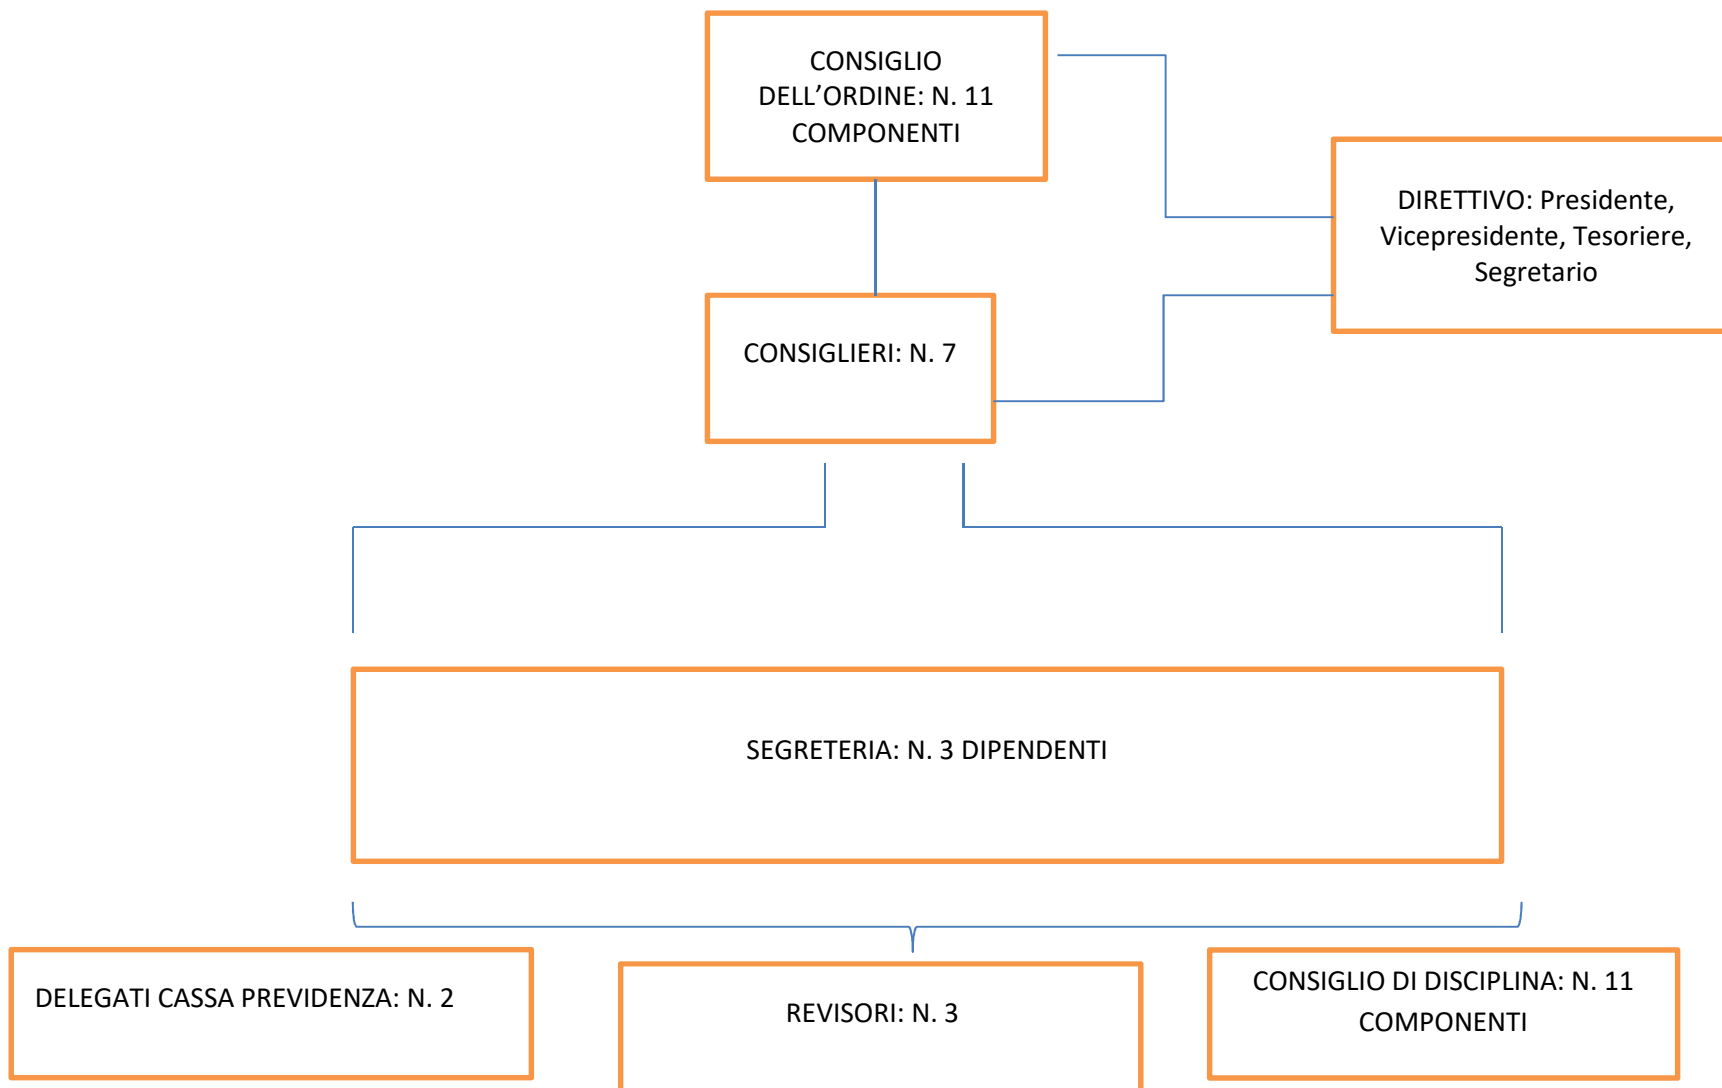 CONSIGLIO
DELL’ORDINE: N. 11
COMPONENTI
DIRETTIVO: Presidente,
Vicepresidente, Tesoriere,
Segretario
CONSIGLIERI: N. 7
SEGRETERIA: N. 3 DIPENDENTI
DELEGATI CASSA PREVIDENZA: N. 2
REVISORI: N. 3
CONSIGLIO DI DISCIPLINA: N. 11
COMPONENTI